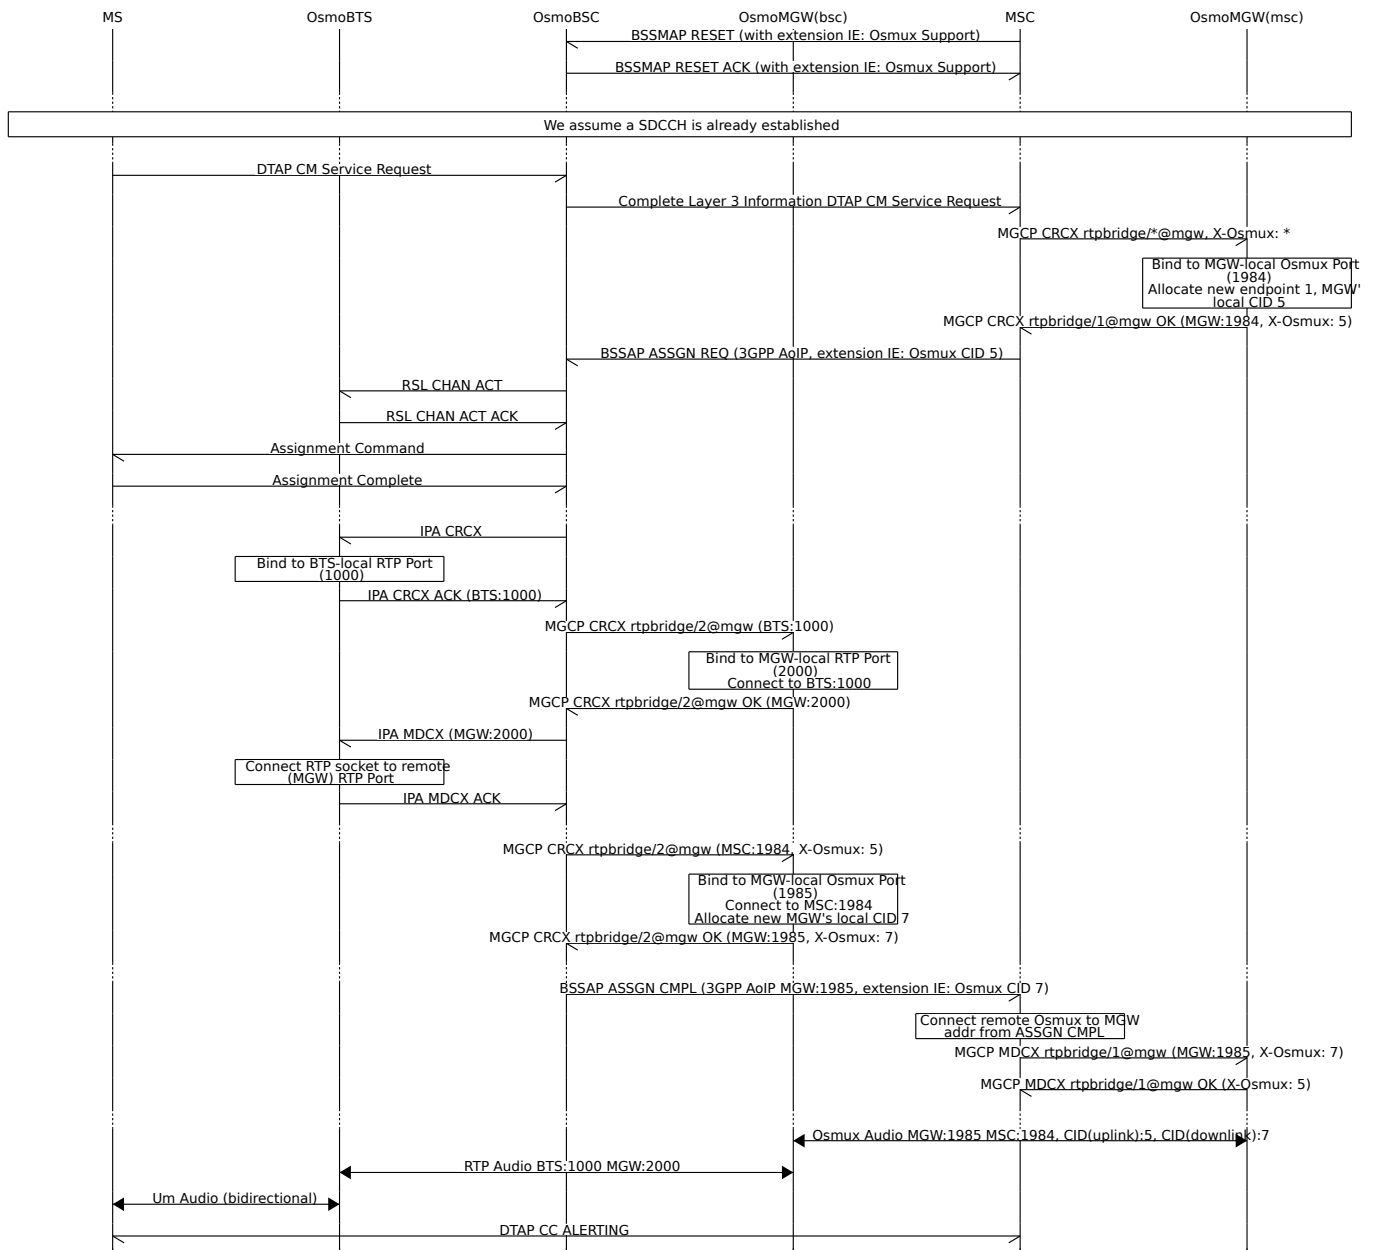 MS OsmoBTS OsmoBSC OsmoMGW(bsc) MSC OsmoMGW(msc)
BSSMAP RESET (with extension IE: Osmux Support)
BSSMAP RESET ACK (with extension IE: Osmux Support)
We assume a SDCCH is already established
DTAP CM Service Request
Complete Layer 3 Information DTAP CM Service Request
MGCP CRCX rtpbridge/*@mgw, X-Osmux: *
Bind to MGW-local Osmux Port
(1984)
Allocate new endpoint 1, MGW'
local CID 5
MGCP CRCX rtpbridge/1@mgw OK (MGW:1984, X-Osmux: 5)
BSSAP ASSGN REQ (3GPP AoIP, extension IE: Osmux CID 5)
RSL CHAN ACT
RSL CHAN ACT ACK
Assignment Command
Assignment Complete
IPA CRCX
Bind to BTS-local RTP Port
(1000)
IPA CRCX ACK (BTS:1000)
MGCP CRCX rtpbridge/2@mgw (BTS:1000)
Bind to MGW-local RTP Port
(2000)
Connect to BTS:1000
MGCP CRCX rtpbridge/2@mgw OK (MGW:2000)
IPA MDCX (MGW:2000)
Connect RTP socket to remote
(MGW) RTP Port
IPA MDCX ACK
MGCP CRCX rtpbridge/2@mgw (MSC:1984, X-Osmux: 5)
Bind to MGW-local Osmux Port
(1985)
Connect to MSC:1984
Allocate new MGW's local CID 7
MGCP CRCX rtpbridge/2@mgw OK (MGW:1985, X-Osmux: 7)
BSSAP ASSGN CMPL (3GPP AoIP MGW:1985, extension IE: Osmux CID 7)
Connect remote Osmux to MGW
addr from ASSGN CMPL
MGCP MDCX rtpbridge/1@mgw (MGW:1985, X-Osmux: 7)
MGCP MDCX rtpbridge/1@mgw OK (X-Osmux: 5)
Osmux Audio MGW:1985 MSC:1984, CID(uplink):5, CID(downlink):7
RTP Audio BTS:1000 MGW:2000
Um Audio (bidirectional)
DTAP CC ALERTING